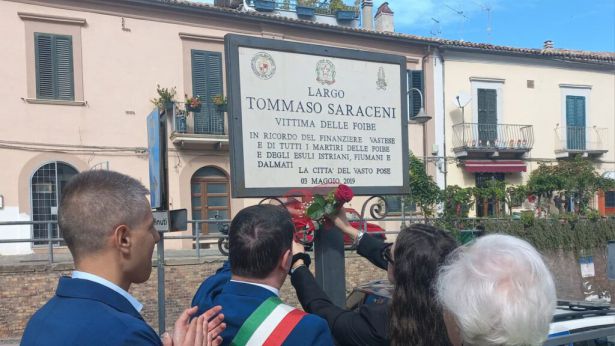 LARGO
TOMMASO SARACENI
VITTIMA DELLE FOIBE
IN RICORDO DEL FINANZIERE VASTESE
E DI TUTTI I MARTIRI DELLE FOIBE
E DEGLI ESULI ISTRIANI, FIUMANI E
DALMATI
LA CITTA' DEL VASTO POSE
03 MAGGIO 2019